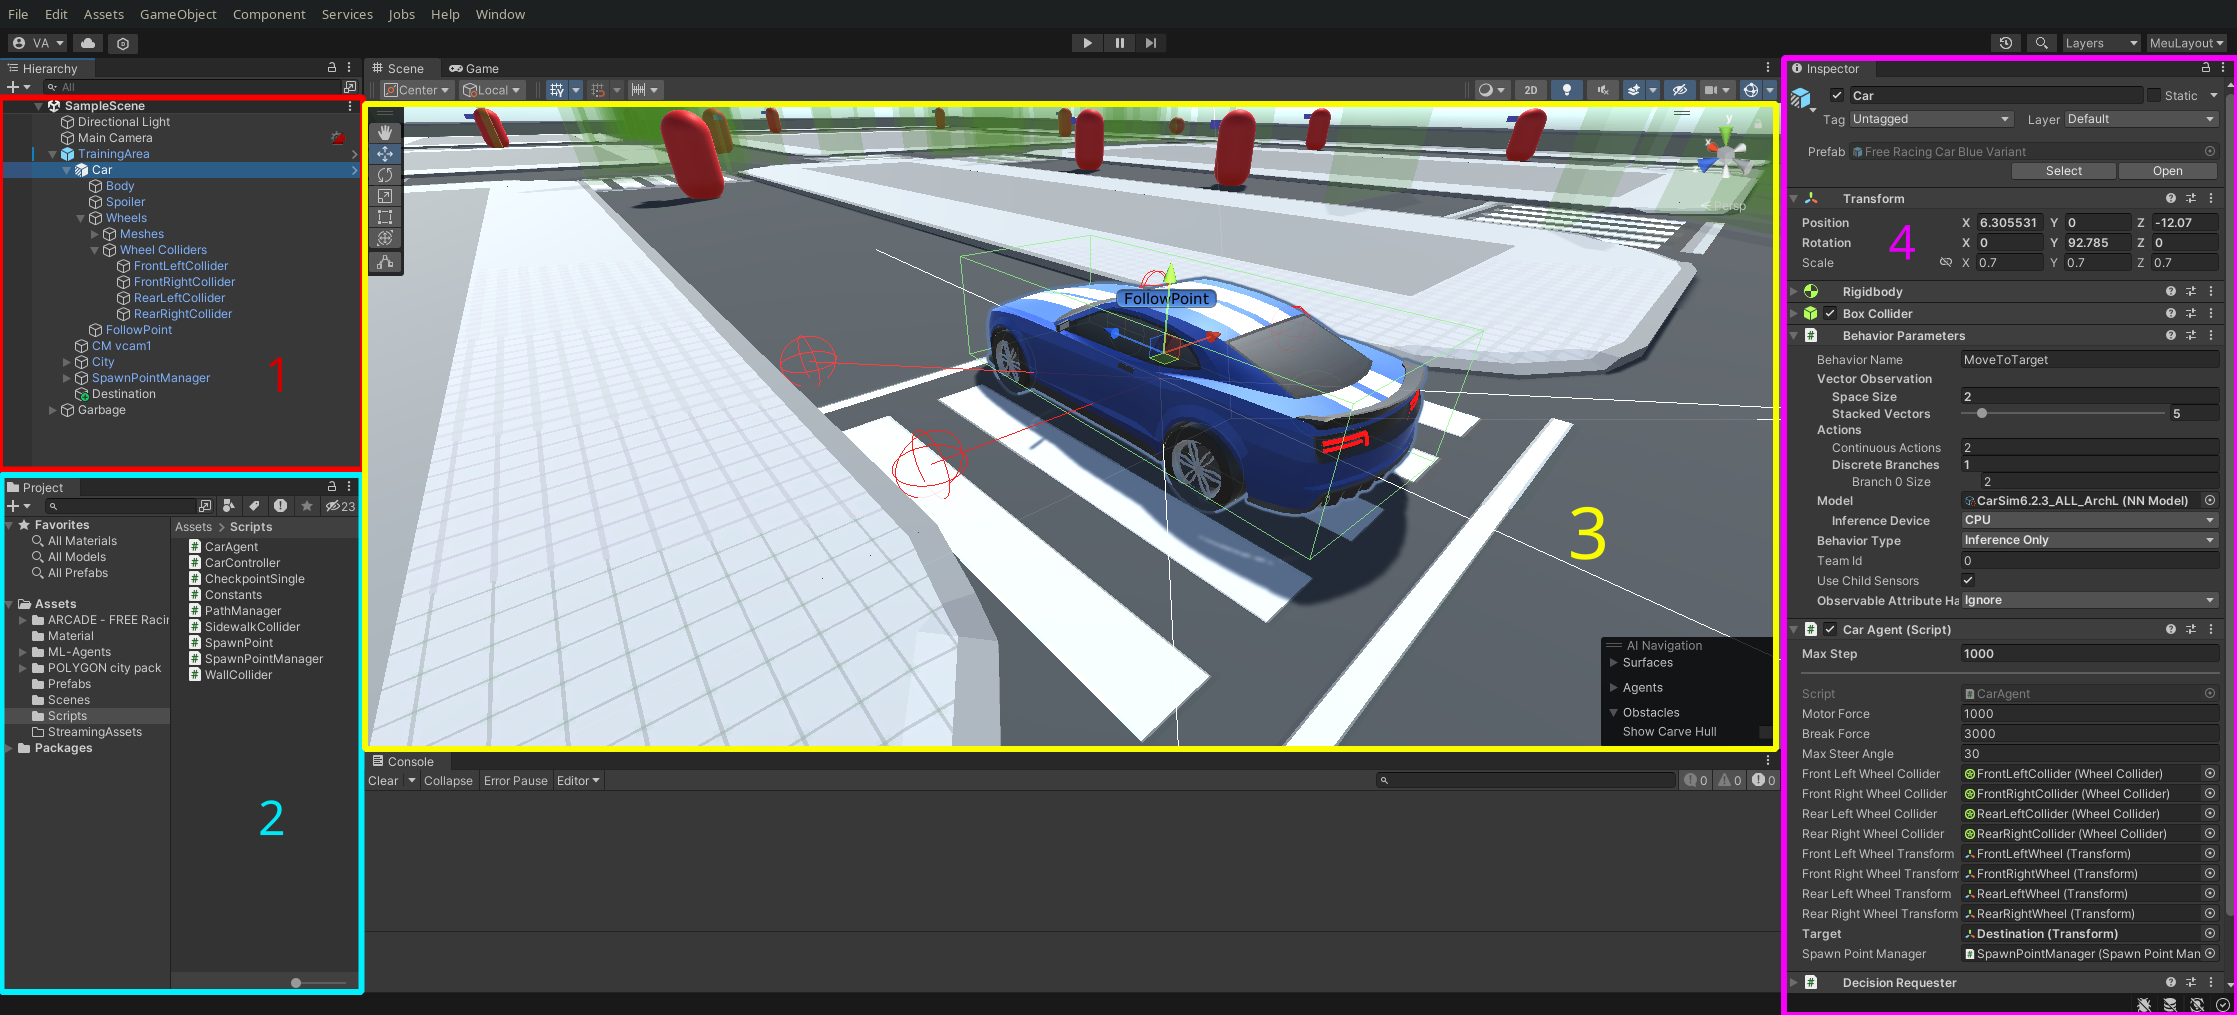 File Edit Assets GameObject Component Services Jobs Help Window
VA Layers MeuLayout
Hierarchy
All
SampleScene
Directional Light
Main Camera
TrainingArea
Car
Body
Spoiler
Wheels
Meshes
Wheel Colliders
FrontLeftCollider
FrontRightCollider
RearLeftCollider
RearRightCollider
FollowPoint
CM vcam1
City
SpawnPointManager
Destination
Garbage
1
Project
23
Favorites
All Materials
All Models
All Prefabs
Assets
ARCADE - FREE Racin
Material
ML-Agents
POLYGON city pack
Prefabs
Scenes
Scripts
StreamingAssets
Packages
Assets > Scripts
CarAgent
CarController
CheckpointSingle
Constants
PathManager
SidewalkCollider
SpawnPoint
SpawnPointManager
WallCollider
2
Scene Game
Center Local 2D
y
x
Persp
FollowPoint
3
AI Navigation
Surfaces
Agents
Obstacles
Show Carve Hull
Console
Clear Collapse Error Pause Editor 0 0 0
Inspector
Car Static
Tag Untagged Layer Default
Prefab Free Racing Car Blue Variant
Select Open
Transform
Position X 6.305531 Y 0 Z -12.07
Rotation X 0 Y 92.785 Z 0
Scale X 0.7 Y 0.7 Z 0.7
4
Rigidbody
Box Collider
Behavior Parameters
Behavior Name MoveToTarget
Vector Observation
Space Size 2
Stacked Vectors 5
Actions
Continuous Actions 2
Discrete Branches 1
Branch 0 Size 2
Model CarSim6.2.3_ALL_ArchL (NN Model)
Inference Device CPU
Behavior Type Inference Only
Team Id 0
Use Child Sensors
Observable Attribute Ha Ignore
Car Agent (Script)
Max Step 1000
Script CarAgent
Motor Force 1000
Break Force 3000
Max Steer Angle 30
Front Left Wheel Collider FrontLeftCollider (Wheel Collider)
Front Right Wheel Collider FrontRightCollider (Wheel Collider)
Rear Left Wheel Collider RearLeftCollider (Wheel Collider)
Rear Right Wheel Collider RearRightCollider (Wheel Collider)
Front Left Wheel Transform FrontLeftWheel (Transform)
Front Right Wheel Transform FrontRightWheel (Transform)
Rear Left Wheel Transform RearLeftWheel (Transform)
Rear Right Wheel Transform RearRightWheel (Transform)
Target Destination (Transform)
Spawn Point Manager SpawnPointManager (Spawn Point Man
Decision Requester